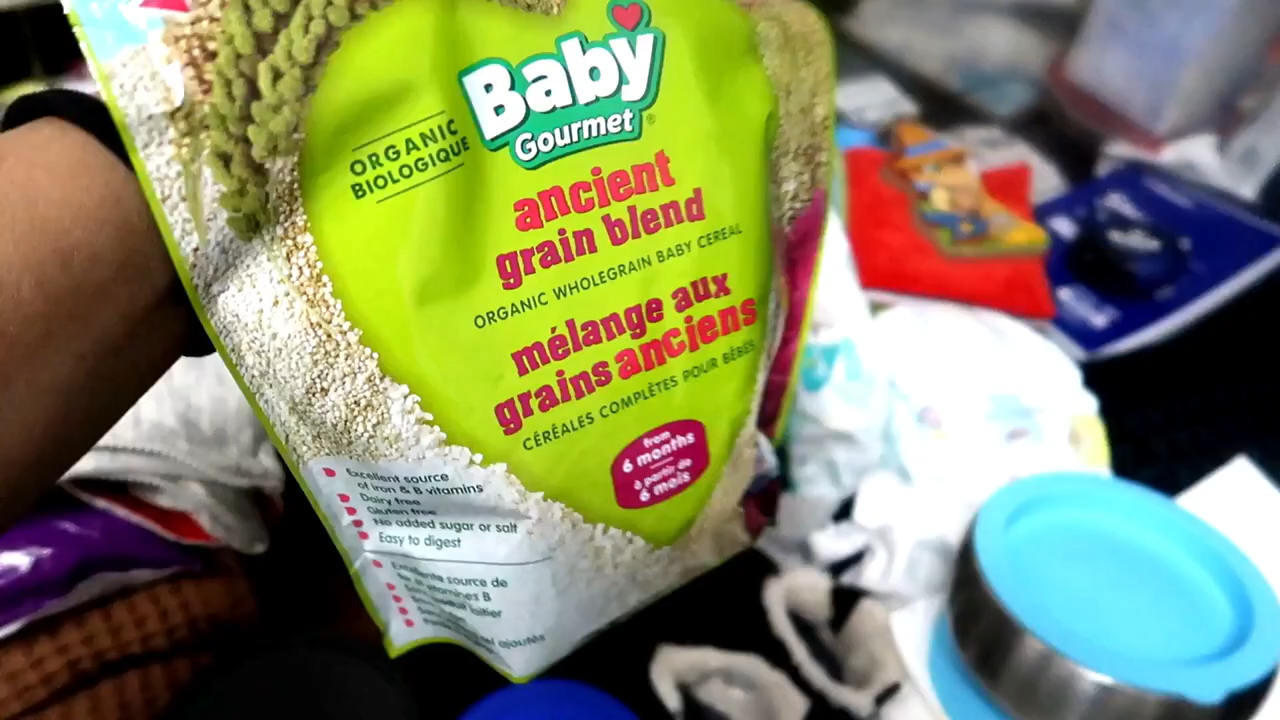 Baby
Gourmet
ORGANIC
BIOLOGIQUE
ancient
grain blend
ORGANIC WHOLEGRAIN BABY CEREAL
mélange aux
grains anciens
CÉRÉALES COMPLÈTES POUR BÉBÉS
from
6 months
à partir de
6 mois
Excellent source
of iron & B vitamins
Dairy free
Gluten free
No added sugar or salt
Easy to digest
Excellente source de
vitamines B
laitier
ajoutés